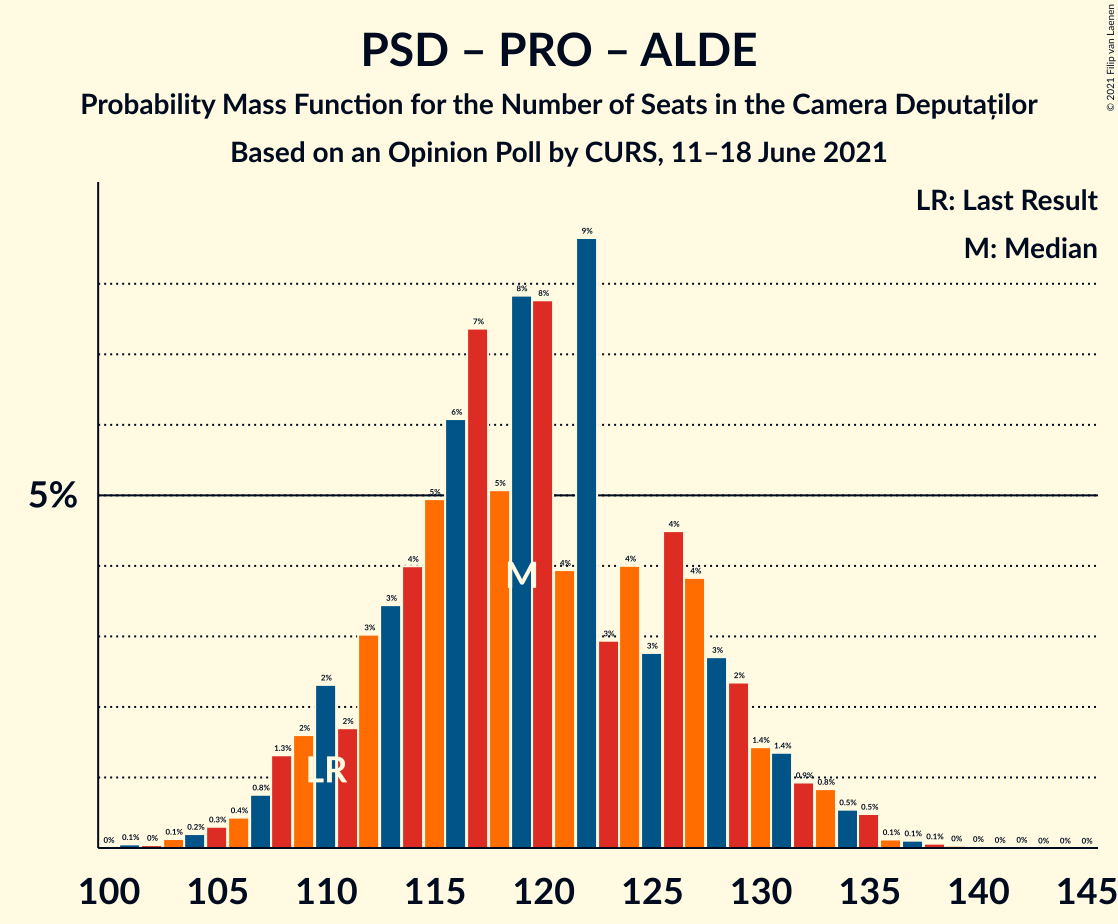 PSD – PRO – ALDE
Probability Mass Function for the Number of Seats in the Camera Deputaților
Based on an Opinion Poll by CURS, 11–18 June 2021
© 2021 Filip van Laenen
LR: Last Result
M: Median
5%
0% 0.1% 0% 0.1% 0.2% 0.3% 0.4% 0.8% 1.3% 2% 2% 2% 3% 3% 4% 5% 6% 7% 5% 8% 8% 4% 9% 3% 4% 3% 4% 4% 3% 2% 1.4% 1.4% 0.9% 0.8% 0.5% 0.5% 0.1% 0.1% 0.1% 0% 0% 0% 0% 0% 0% 0%
M
LR
100 105 110 115 120 125 130 135 140 145